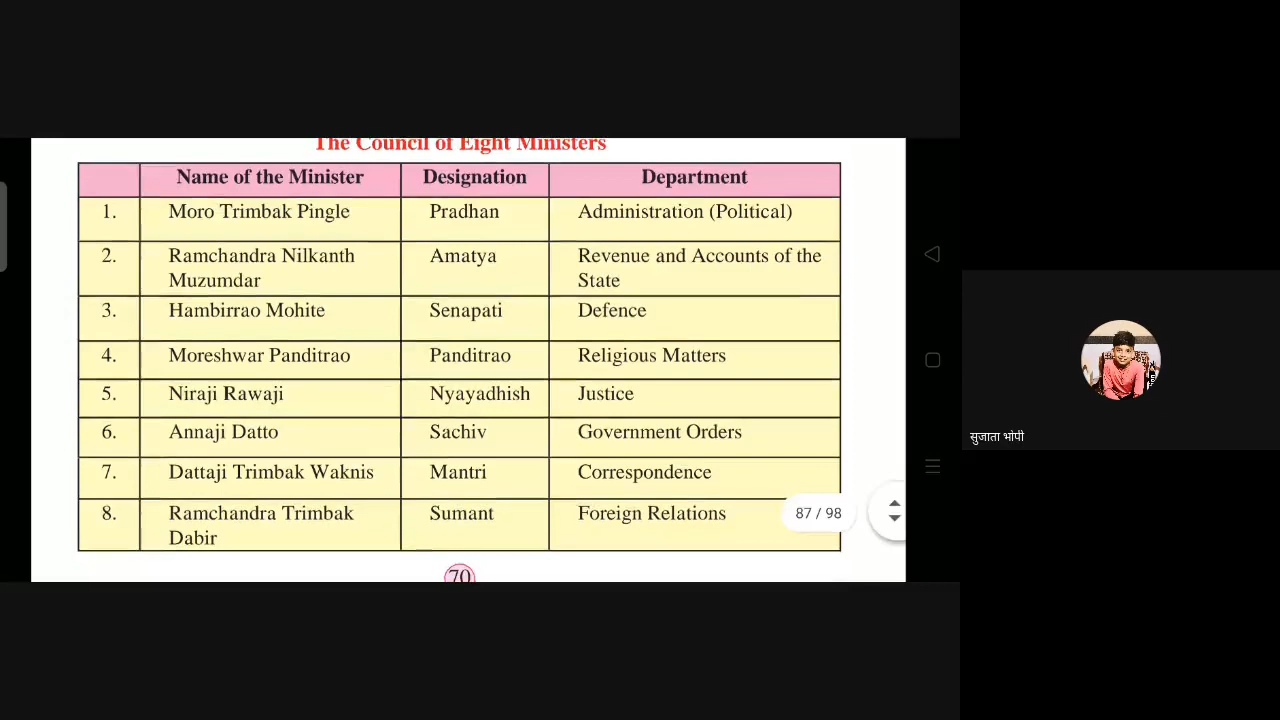 The Council of Eight Ministers
Name of the Minister Designation Department
1. Moro Trimbak Pingle Pradhan Administration (Political)
2. Ramchandra Nilkanth Amatya Revenue and Accounts of the
Muzumdar State
3. Hambirrao Mohite Senapati Defence
4. Moreshwar Panditrao Panditrao Religious Matters
5. Niraji Rawaji Nyayadhish Justice
6. Annaji Datto Sachiv Government Orders
7. Dattaji Trimbak Waknis Mantri Correspondence
8. Ramchandra Trimbak Sumant Foreign Relations
Dabir
87 / 98
70
सुजाता भोपी